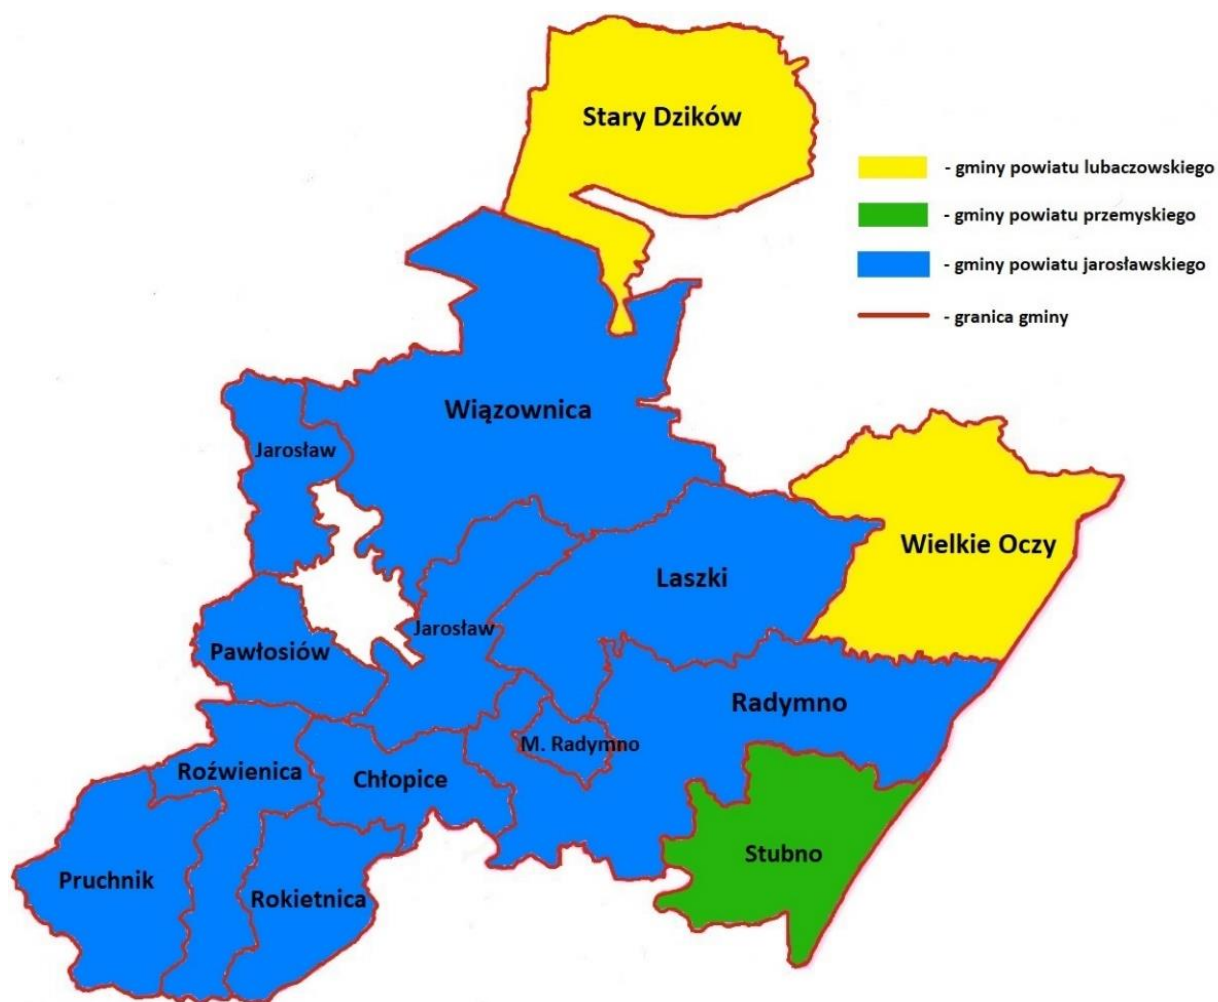 Stary Dzików
- gminy powiatu lubaczowskiego
- gminy powiatu przemyskiego
- gminy powiatu jarosławskiego
- granica gminy
Wiązownica
Jarosław
Wielkie Oczy
Laszki
Jarosław
Pawłosiów
Radymno
M. Radymno
Roźwienica
Chłopice
Stubno
Pruchnik
Rokietnica